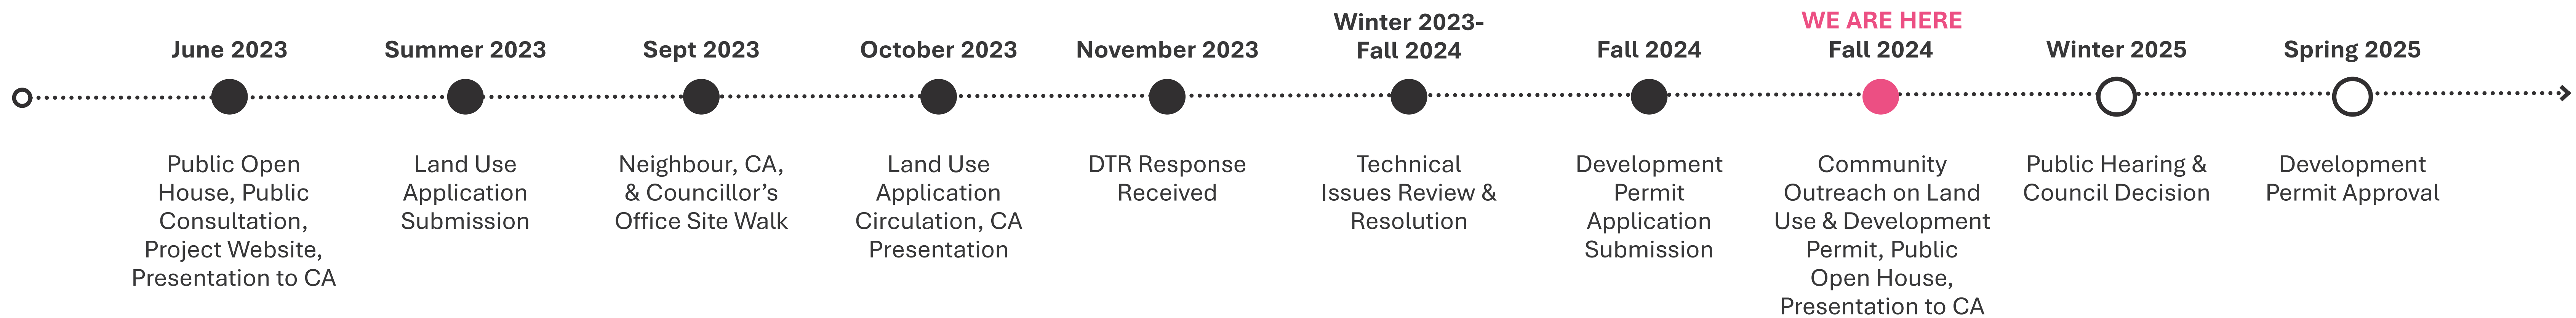 June 2023
Public Open
House, Public
Consultation,
Project Website,
Presentation to CA
Summer 2023
Land Use
Application
Submission
Sept 2023
Neighbour, CA,
& Councillor’s
Office Site Walk
October 2023
Land Use
Application
Circulation, CA
Presentation
November 2023
DTR Response
Received
Winter 2023-
Fall 2024
Technical
Issues Review &
Resolution
Fall 2024
Development
Permit
Application
Submission
WE ARE HERE
Fall 2024
Community
Outreach on Land
Use & Development
Permit, Public
Open House,
Presentation to CA
Winter 2025
Public Hearing &
Council Decision
Spring 2025
Development
Permit Approval